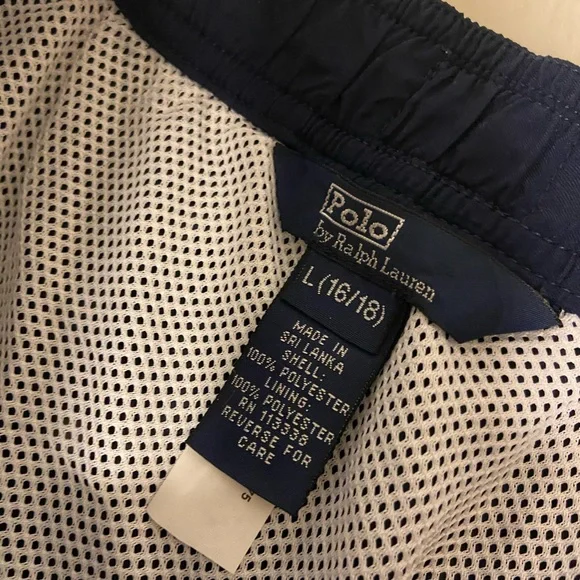 Polo
by Ralph Lauren
L (16/18)
MADE IN
SRI LANKA
SHELL:
100% POLYESTER
LINING:
100% POLYESTER
RN 113338
REVERSE FOR
CARE